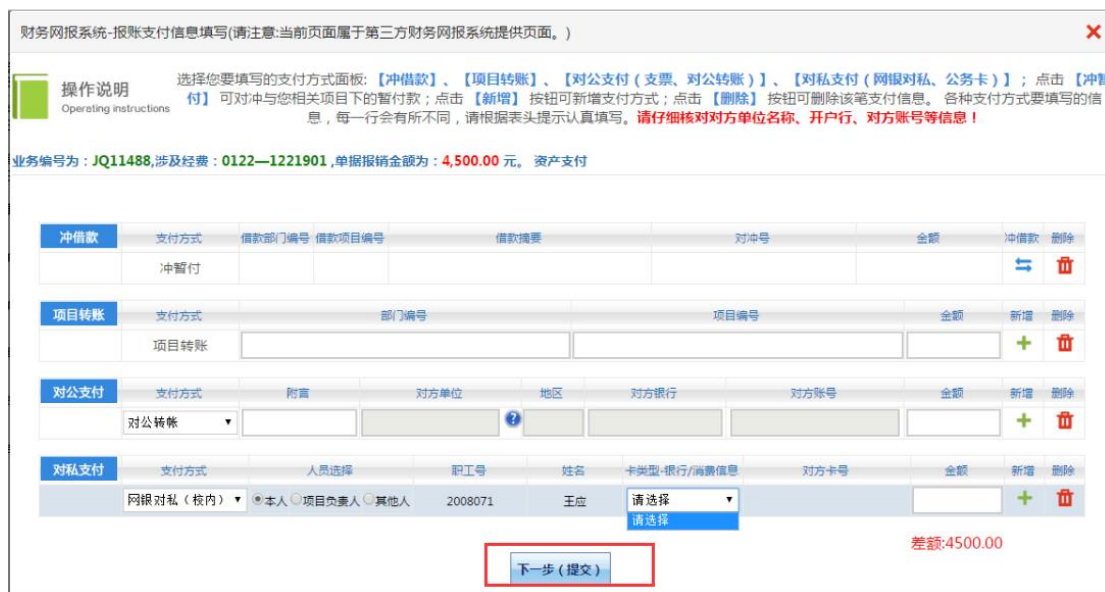 财务网报系统-报账支付信息填写(请注意:当前页面属于第三方财务网报系统提供页面。)
操作说明
Operating instructions
选择您要填写的支付方式面板:【冲借款】、【项目转账】、【对公支付(支票、对公转账)】、【对私支付(网银对私、公务卡)】;点击【冲暂
付】可对冲与您相关项目下的暂付款;点击【新增】按钮可新增支付方式;点击【删除】按钮可删除该笔支付信息。各种支付方式要填写的信
息,每一行会有所不同,请根据表头提示认真填写。请仔细核对对方单位名称、开户行、对方账号等信息!
业务编号为:JQ11488,涉及经费:0122—1221901,单据报销金额为:4,500.00 元。 资产支付
冲借款 支付方式 借款部门编号 借款项目编号 借款摘要 对冲号 金额 冲借款 删除
冲暂付
项目转账 支付方式 部门编号 项目编号 金额 新增 删除
项目转账
对公支付 支付方式 附言 对方单位 地区 对方银行 对方账号 金额 新增 删除
对公转帐
对私支付 支付方式 人员选择 职工号 姓名 卡类型-银行/消费信息 对方卡号 金额 新增 删除
网银对私(校内) 本人 项目负责人 其他人 2008071 王应 请选择
请选择
差额:4500.00
下一步(提交)